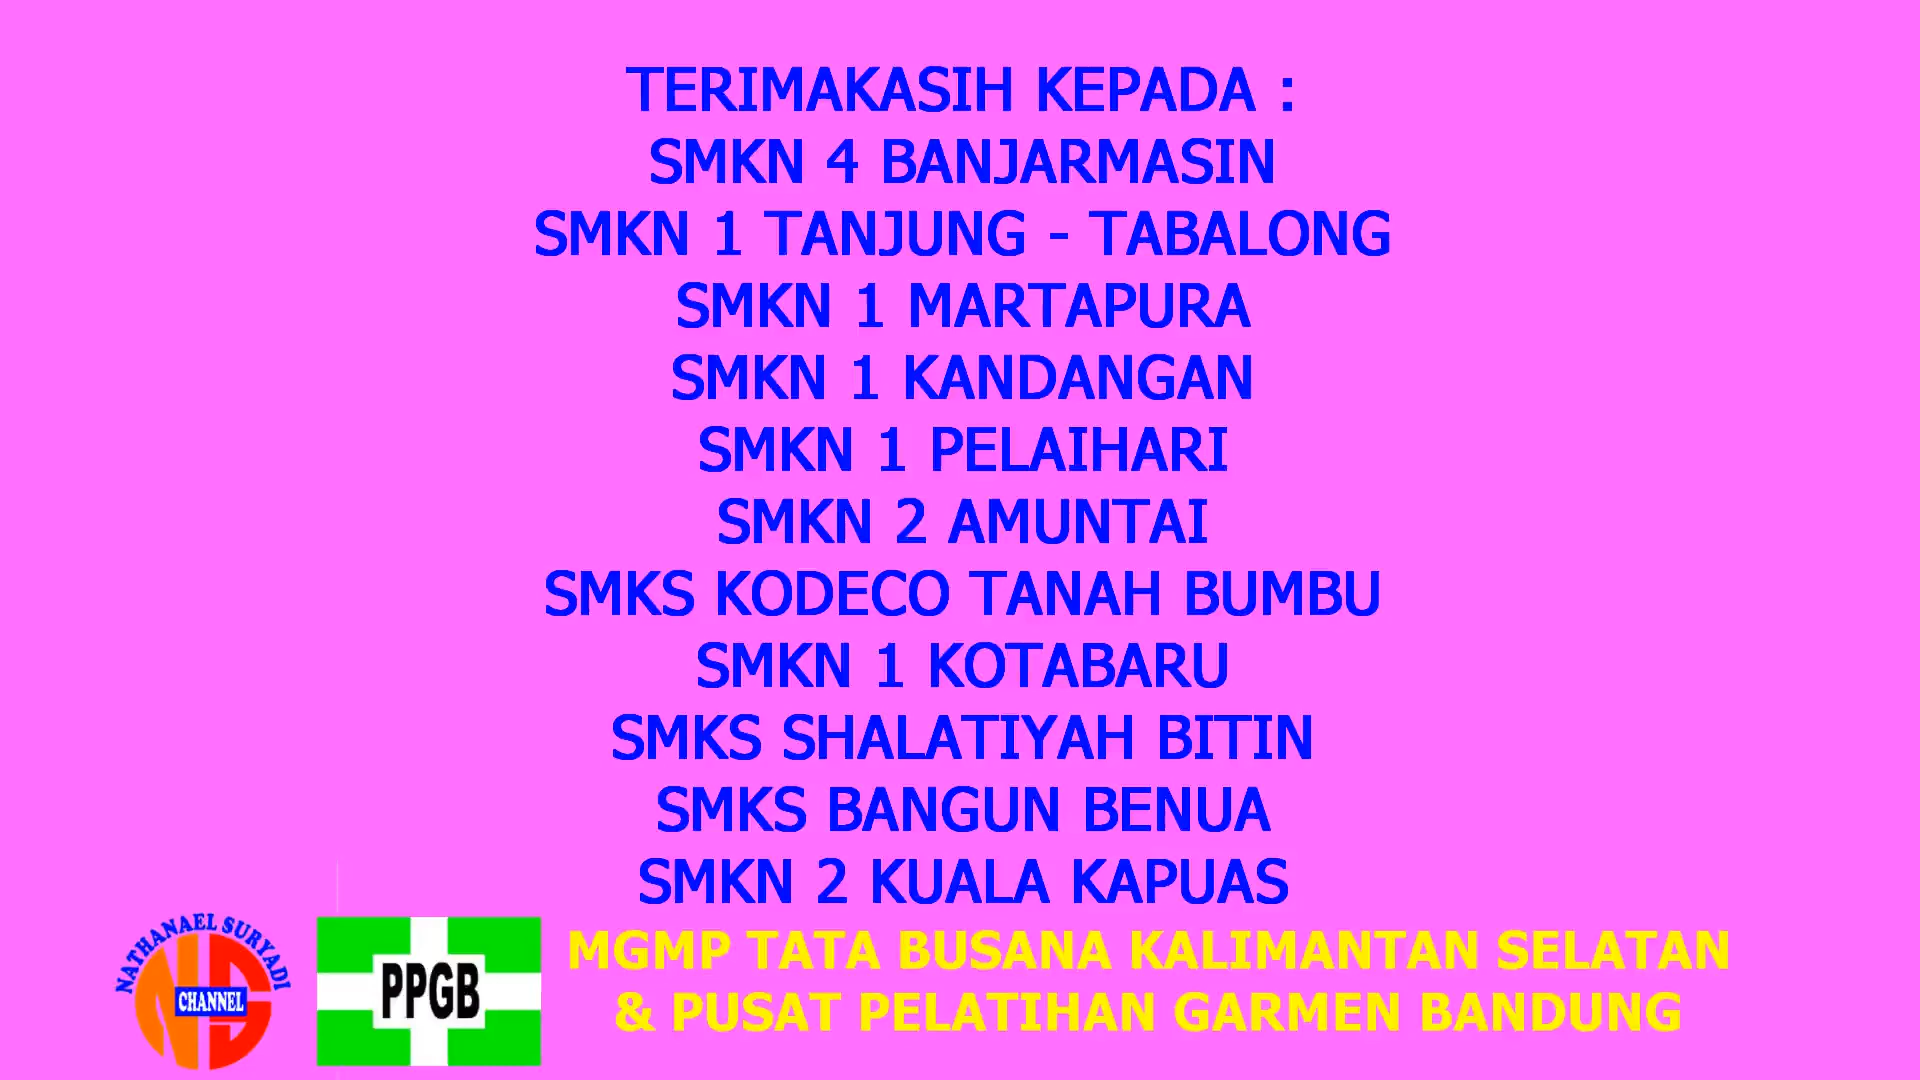 TERIMAKASIH KEPADA :
SMKN 4 BANJARMASIN
SMKN 1 TANJUNG - TABALONG
SMKN 1 MARTAPURA
SMKN 1 KANDANGAN
SMKN 1 PELAIHARI
SMKN 2 AMUNTAI
SMKS KODECO TANAH BUMBU
SMKN 1 KOTABARU
SMKS SHALATIYAH BITIN
SMKS BANGUN BENUA
SMKN 2 KUALA KAPUAS
NATHANAEL SURYADI
CHANNEL
PPGB
MGMP TATA BUSANA KALIMANTAN SELATAN
& PUSAT PELATIHAN GARMEN BANDUNG